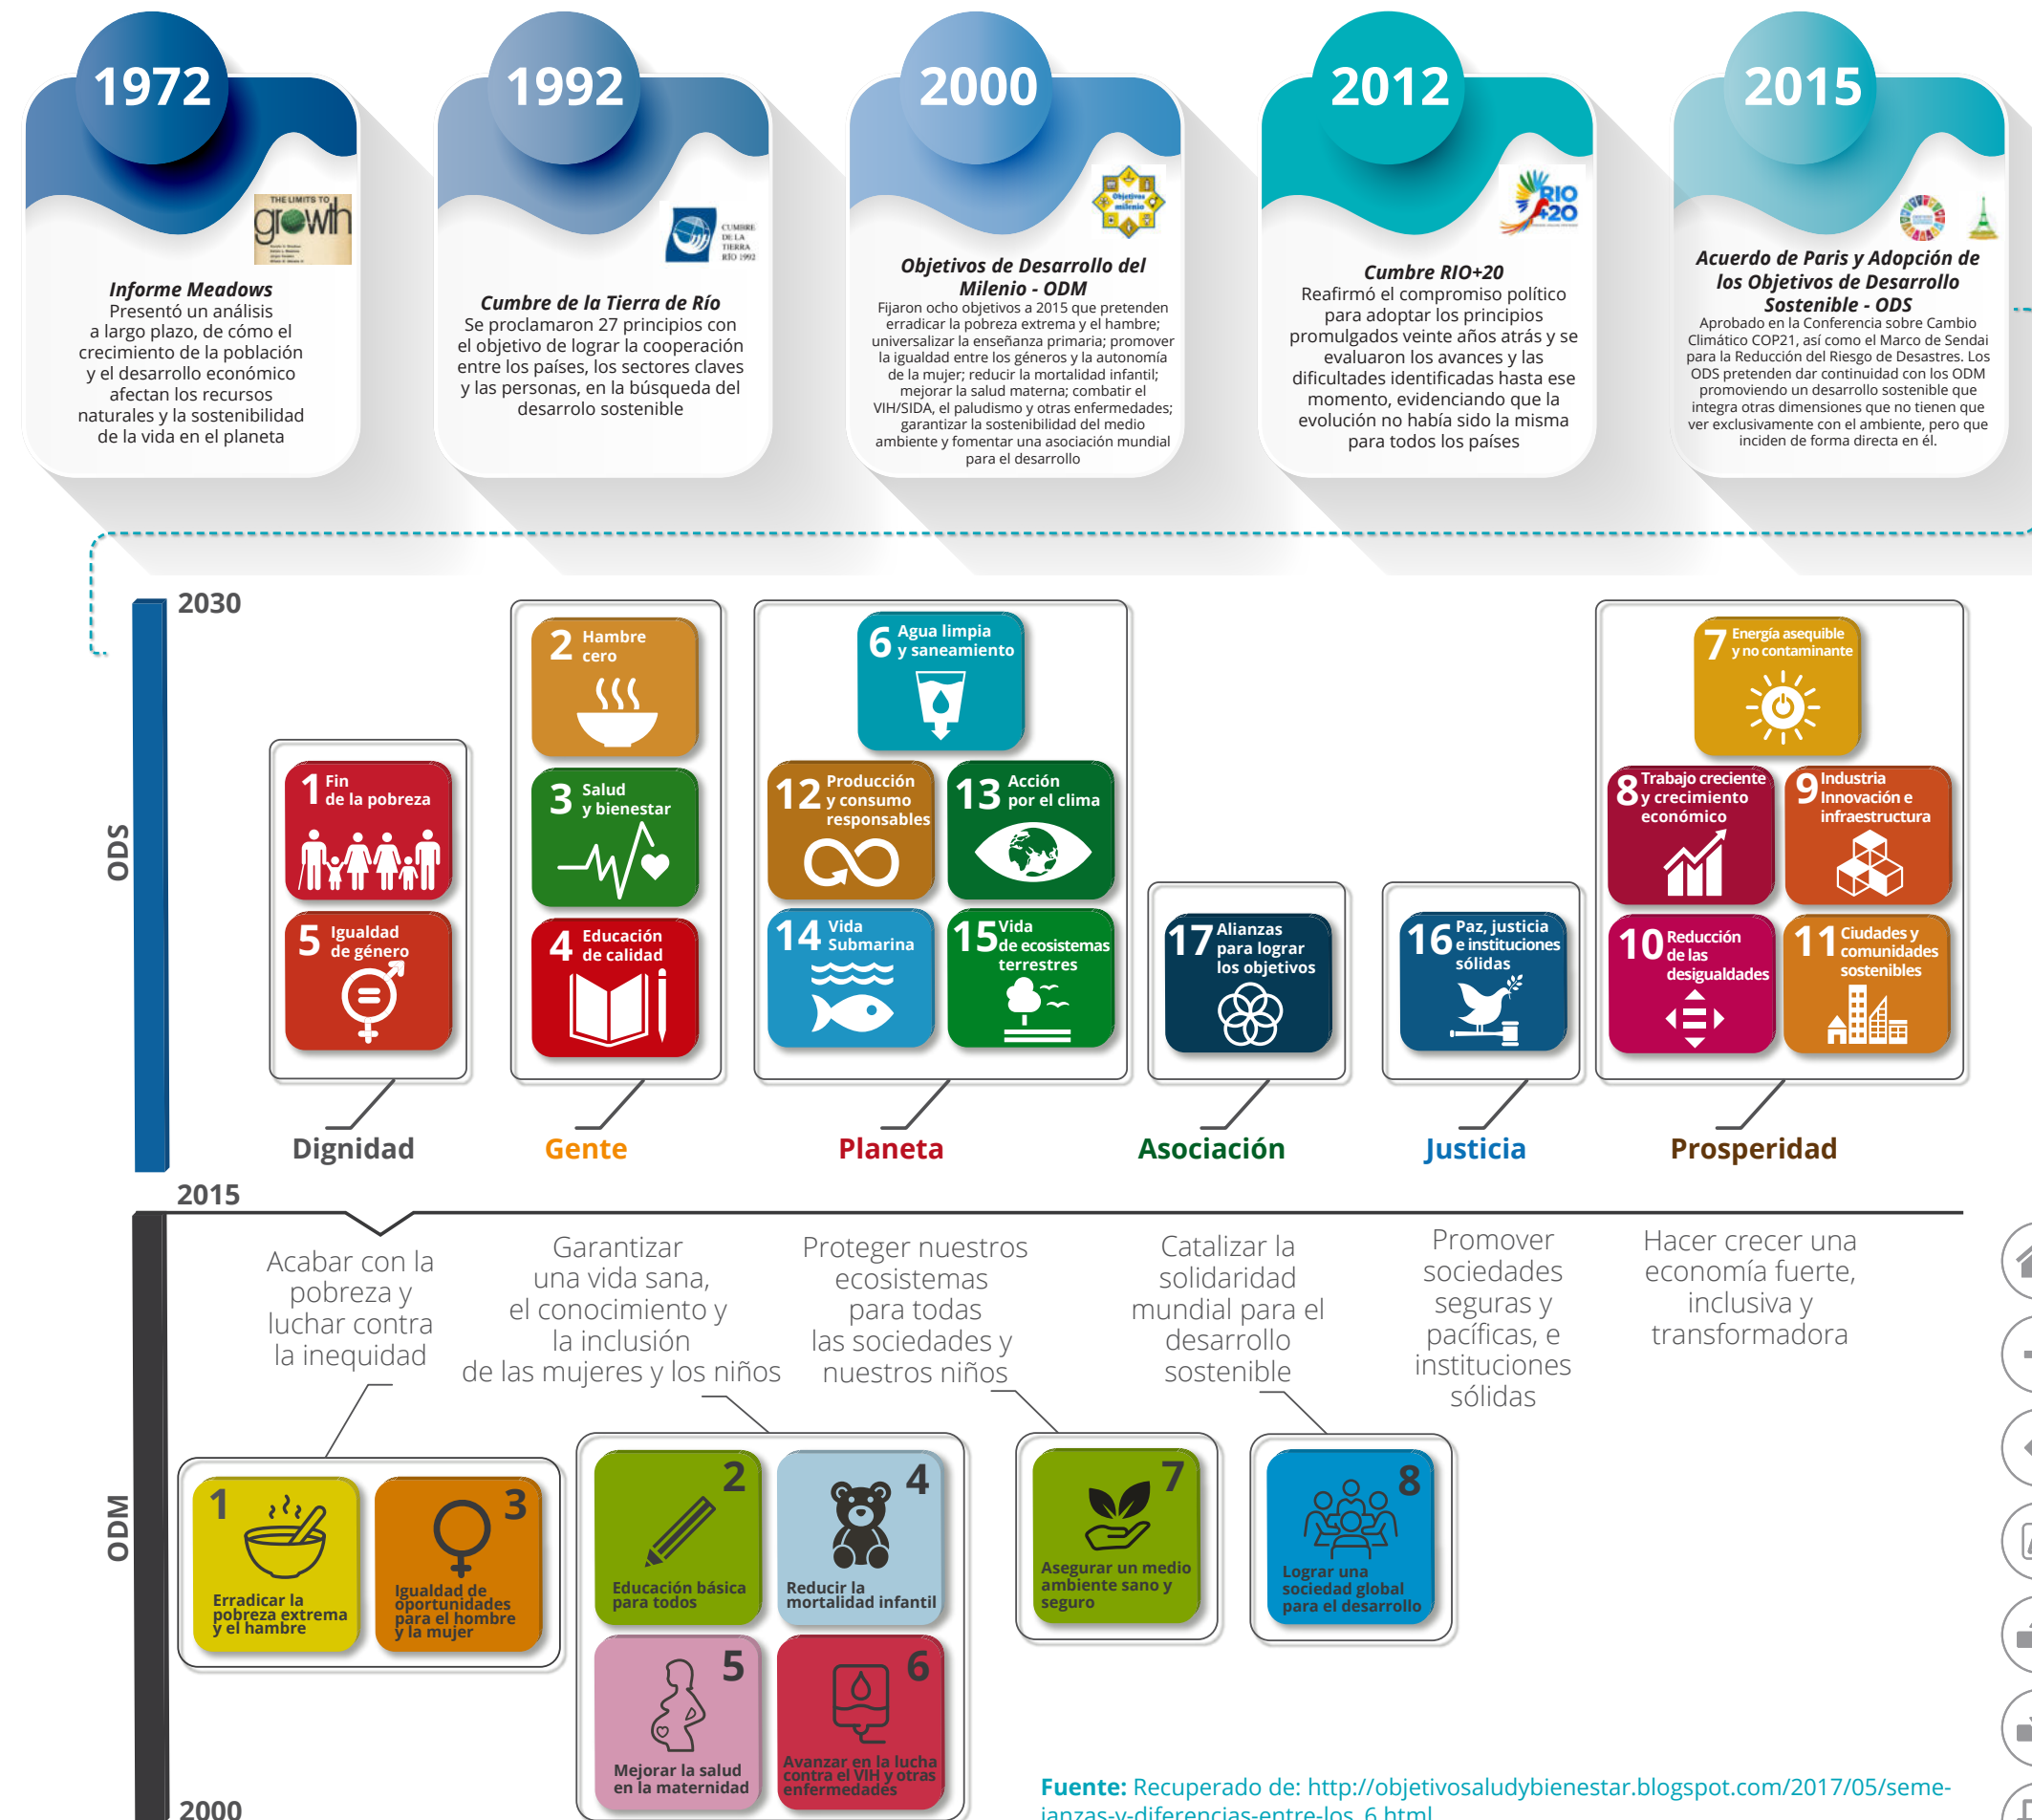 1972
THE LIMITS TO
growth
Informe Meadows
Presentó un análisis
a largo plazo, de cómo el
crecimiento de la población
y el desarrollo económico
afectan los recursos
naturales y la sostenibilidad
de la vida en el planeta
1992
CUMBRE
DE LA
TIERRA
RÍO 1992
Cumbre de la Tierra de Río
Se proclamaron 27 principios con
el objetivo de lograr la cooperación
entre los países, los sectores claves
y las personas, en la búsqueda del
desarrolo sostenible
2000
Objetivos
milenio
Objetivos de Desarrollo del
Milenio - ODM
Fijaron ocho objetivos a 2015 que pretenden
erradicar la pobreza extrema y el hambre;
universalizar la enseñanza primaria; promover
la igualdad entre los géneros y la autonomía
de la mujer; reducir la mortalidad infantil;
mejorar la salud materna; combatir el
VIH/SIDA, el paludismo y otras enfermedades;
garantizar la sostenibilidad del medio
ambiente y fomentar una asociación mundial
para el desarrollo
2012
RIO
+20
Cumbre RIO+20
Reafirmó el compromiso político
para adoptar los principios
promulgados veinte años atrás y se
evaluaron los avances y las
dificultades identificadas hasta ese
momento, evidenciando que la
evolución no había sido la misma
para todos los países
2015
Acuerdo de Paris y Adopción de
los Objetivos de Desarrollo
Sostenible - ODS
Aprobado en la Conferencia sobre Cambio
Climático COP21, así como el Marco de Sendai
para la Reducción del Riesgo de Desastres. Los
ODS pretenden dar continuidad con los ODM
promoviendo un desarrollo sostenible que
integra otras dimensiones que no tienen que
ver exclusivamente con el ambiente, pero que
inciden de forma directa en él.
2030
ODS
1 Fin
de la pobreza
5 Igualdad
de género
Dignidad
2 Hambre
cero
3 Salud
y bienestar
4 Educación
de calidad
Gente
6 Agua limpia
y saneamiento
12 Producción
y consumo
responsables
13 Acción
por el clima
14 Vida
Submarina
15 Vida
de ecosistemas
terrestres
Planeta
17 Alianzas
para lograr
los objetivos
Asociación
16 Paz, justicia
e instituciones
sólidas
Justicia
7 Energía asequible
y no contaminante
8 Trabajo creciente
y crecimiento
económico
9 Industria
Innovación e
infraestructura
10 Reducción
de las
desigualdades
11 Ciudades y
comunidades
sostenibles
Prosperidad
2015
Acabar con la
pobreza y
luchar contra
la inequidad
Garantizar
una vida sana,
el conocimiento y
la inclusión
de las mujeres y los niños
Proteger nuestros
ecosistemas
para todas
las sociedades y
nuestros niños
Catalizar la
solidaridad
mundial para el
desarrollo
sostenible
Promover
sociedades
seguras y
pacíficas, e
instituciones
sólidas
Hacer crecer una
economía fuerte,
inclusiva y
transformadora
ODM
1
Erradicar la
pobreza extrema
y el hambre
3
Igualdad de
oportunidades
para el hombre
y la mujer
2
Educación básica
para todos
4
Reducir la
mortalidad infantil
5
Mejorar la salud
en la maternidad
6
Avanzar en la lucha
contra el VIH y otras
enfermedades
7
Asegurar un medio
ambiente sano y
seguro
8
Lograr una
sociedad global
para el desarrollo
2000
Fuente: Recuperado de: http://objetivosaludybienestar.blogspot.com/2017/05/seme-
janzas-y-diferencias-entre-los_6.html